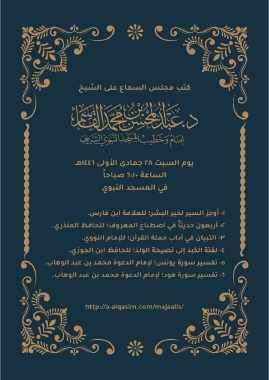 كتب مجلس السماع على الشيخ
د. عبدالمحسن بن محمد القاسم
إمام وخطيب المسجد النبوي الشريف
يوم السبت ٢٨ جمادى الأولى ١٤٤٦هـ
الساعة ٦:١٠ صباحاً
في المسجد النبوي
١- أوجز السير لخير البشر؛ للعلامة ابن فارس.
٢- أربعون حديثاً في اصطناع المعروف؛ للحافظ المنذري.
٣- التبيان في آداب حملة القرآن؛ للإمام النووي.
٤- لفتة الكبد إلى نصيحة الولد؛ للحافظ ابن الجوزي.
٥- تفسير سورة يونس؛ لإمام الدعوة محمد بن عبد الوهاب.
٦- تفسير سورة هود؛ لإمام الدعوة محمد بن عبد الوهاب.
http://a-alqasim.com/majaalis/